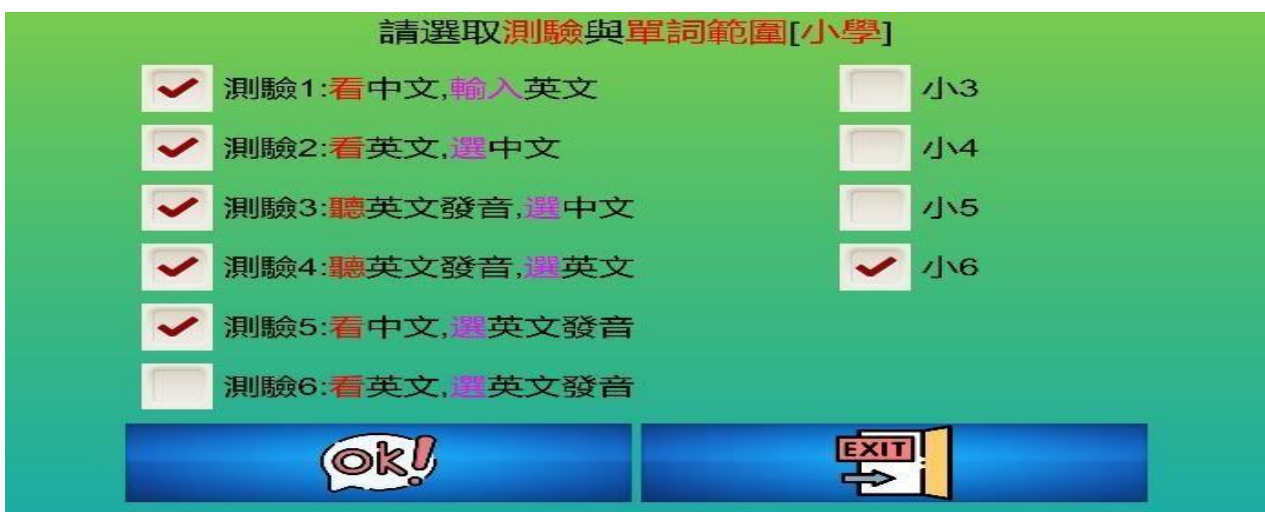 請選取測驗與單詞範圍[小學]
測驗1:看中文,輸入英文
小3
測驗2:看英文,選中文
小4
測驗3:聽英文發音,選中文
小5
測驗4:聽英文發音,選英文
小6
測驗5:看中文,選英文發音
測驗6:看英文,選英文發音
ok!
EXIT